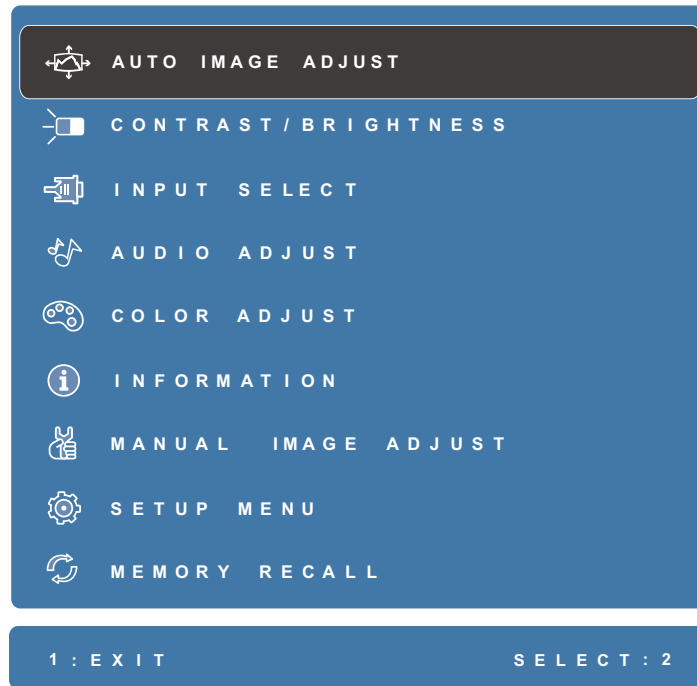 AUTO IMAGE ADJUST
CONTRAST/BRIGHTNESS
INPUT SELECT
AUDIO ADJUST
COLOR ADJUST
INFORMATION
MANUAL IMAGE ADJUST
SETUP MENU
MEMORY RECALL
1:EXIT SELECT:2